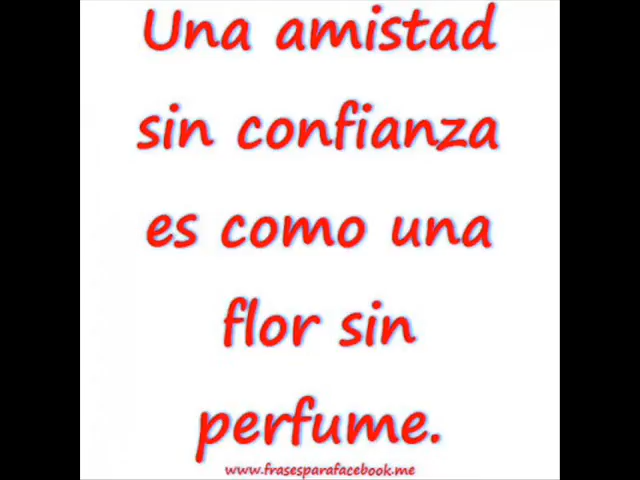 Una amistad
sin confianza
es como una
flor sin
perfume.
www.frasesparafacebook.me